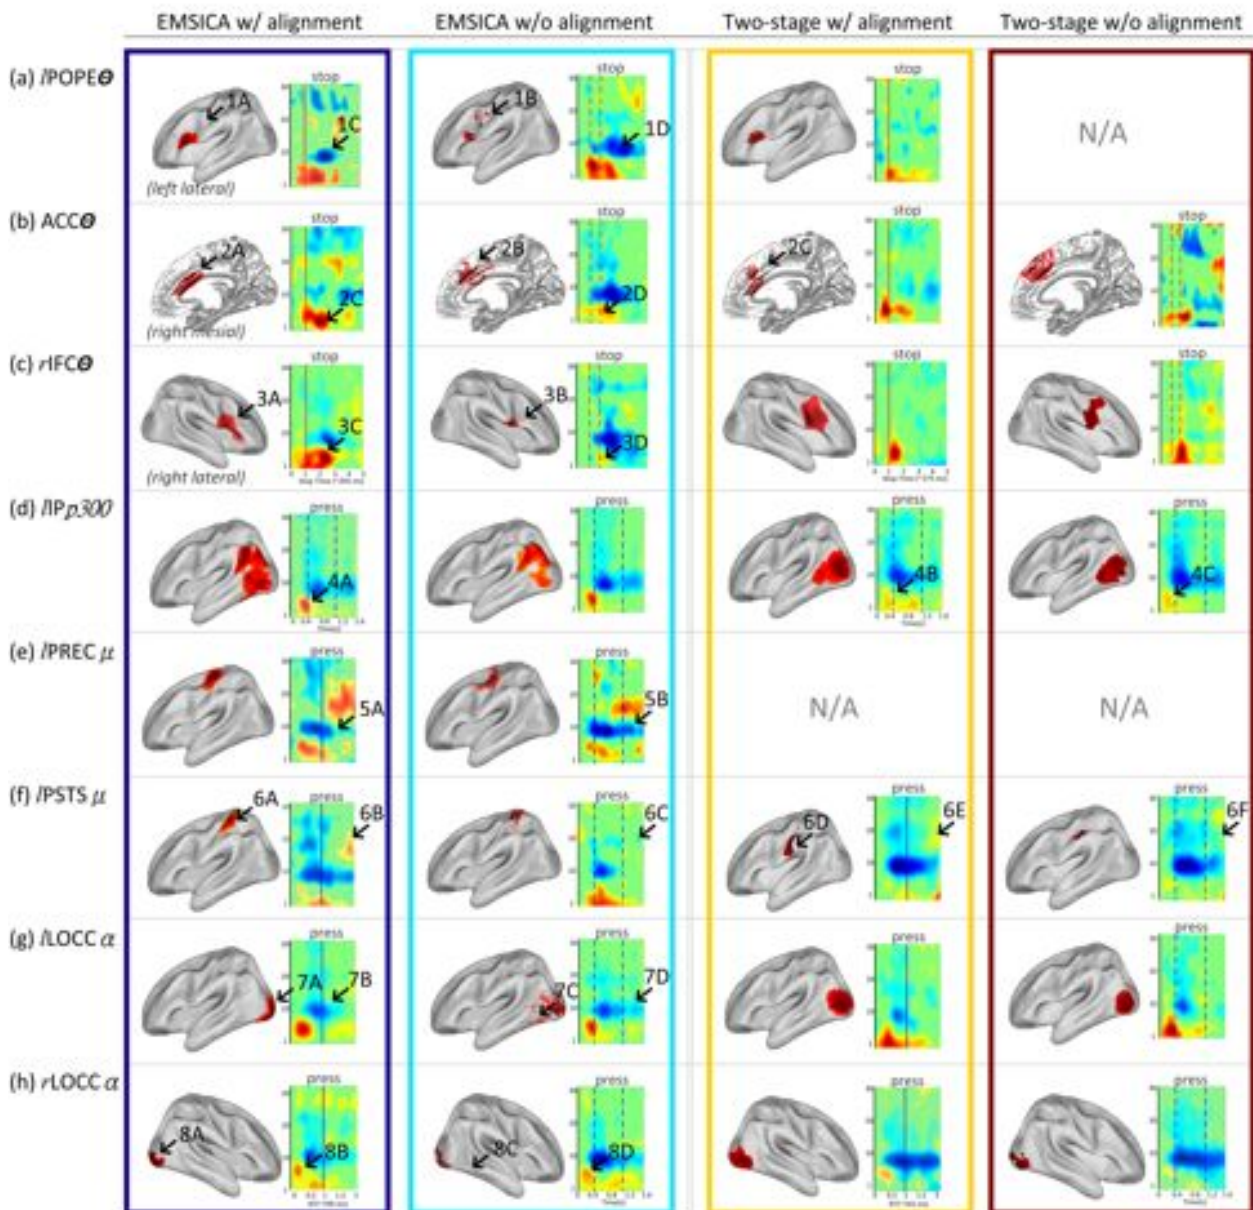 EMSICA w/ alignment EMSICA w/o alignment Two-stage w/ alignment Two-stage w/o alignment
(a) lPOPEΘ stop stop stop
1A 1B
1C 1D
N/A
(left lateral)
(b) ACCΘ stop stop stop stop
2A 2B 2C
2C 2D
(right mesial)
(c) rIFCΘ stop stop stop stop
3A 3B
3C 3D
(right lateral)
(d) lIPp300 press press press press
4A 4B 4C
(e) lPREC μ press press
5A 5B
N/A N/A
(f) lPSTS μ press press press press
6A 6B 6C 6D 6E 6F
(g) lLOCC α press press press press
7A 7B 7C 7D
(h) rLOCC α press press press press
8A 8B 8C 8D